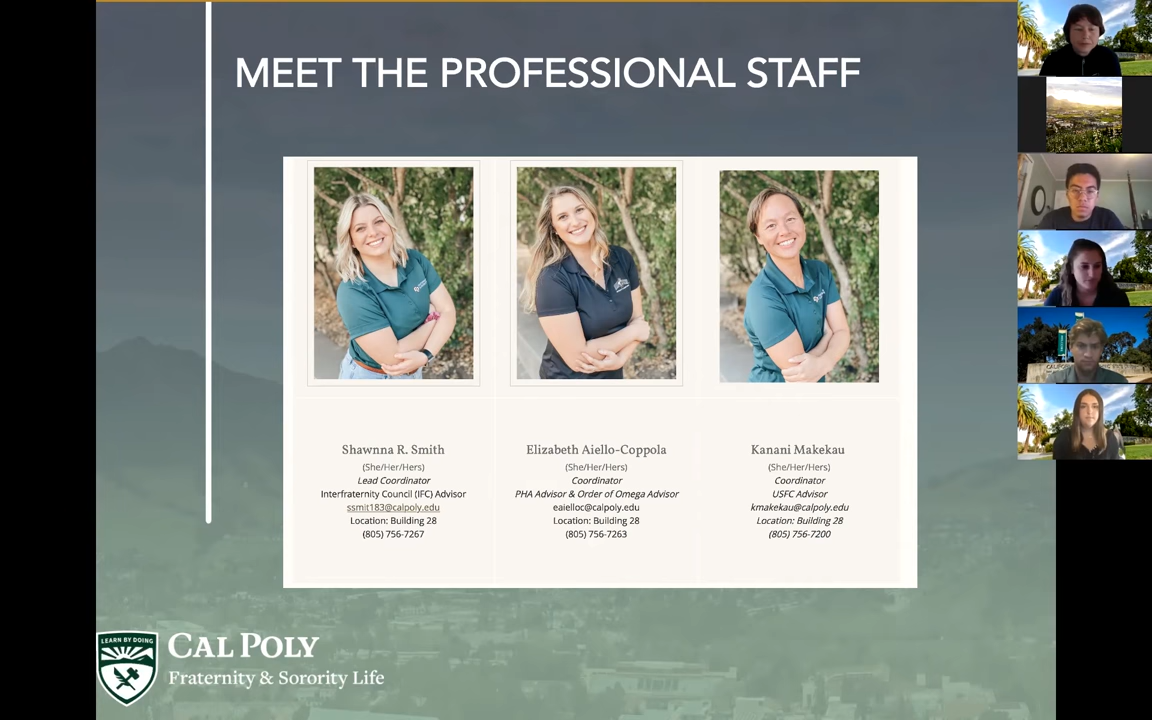 MEET THE PROFESSIONAL STAFF
Shawnna R. Smith
(She/Her/Hers)
Lead Coordinator
Interfraternity Council (IFC) Advisor
ssmit183@calpoly.edu
Location: Building 28
(805) 756-7267
Elizabeth Aiello-Coppola
(She/Her/Hers)
Coordinator
PHA Advisor & Order of Omega Advisor
eaielloc@calpoly.edu
Location: Building 28
(805) 756-7263
Kanani Makekau
(She/Her/Hers)
Coordinator
USFC Advisor
kmakekau@calpoly.edu
Location: Building 28
(805) 756-7200
LEARN BY DOING
CAL POLY
Fraternity & Sorority Life